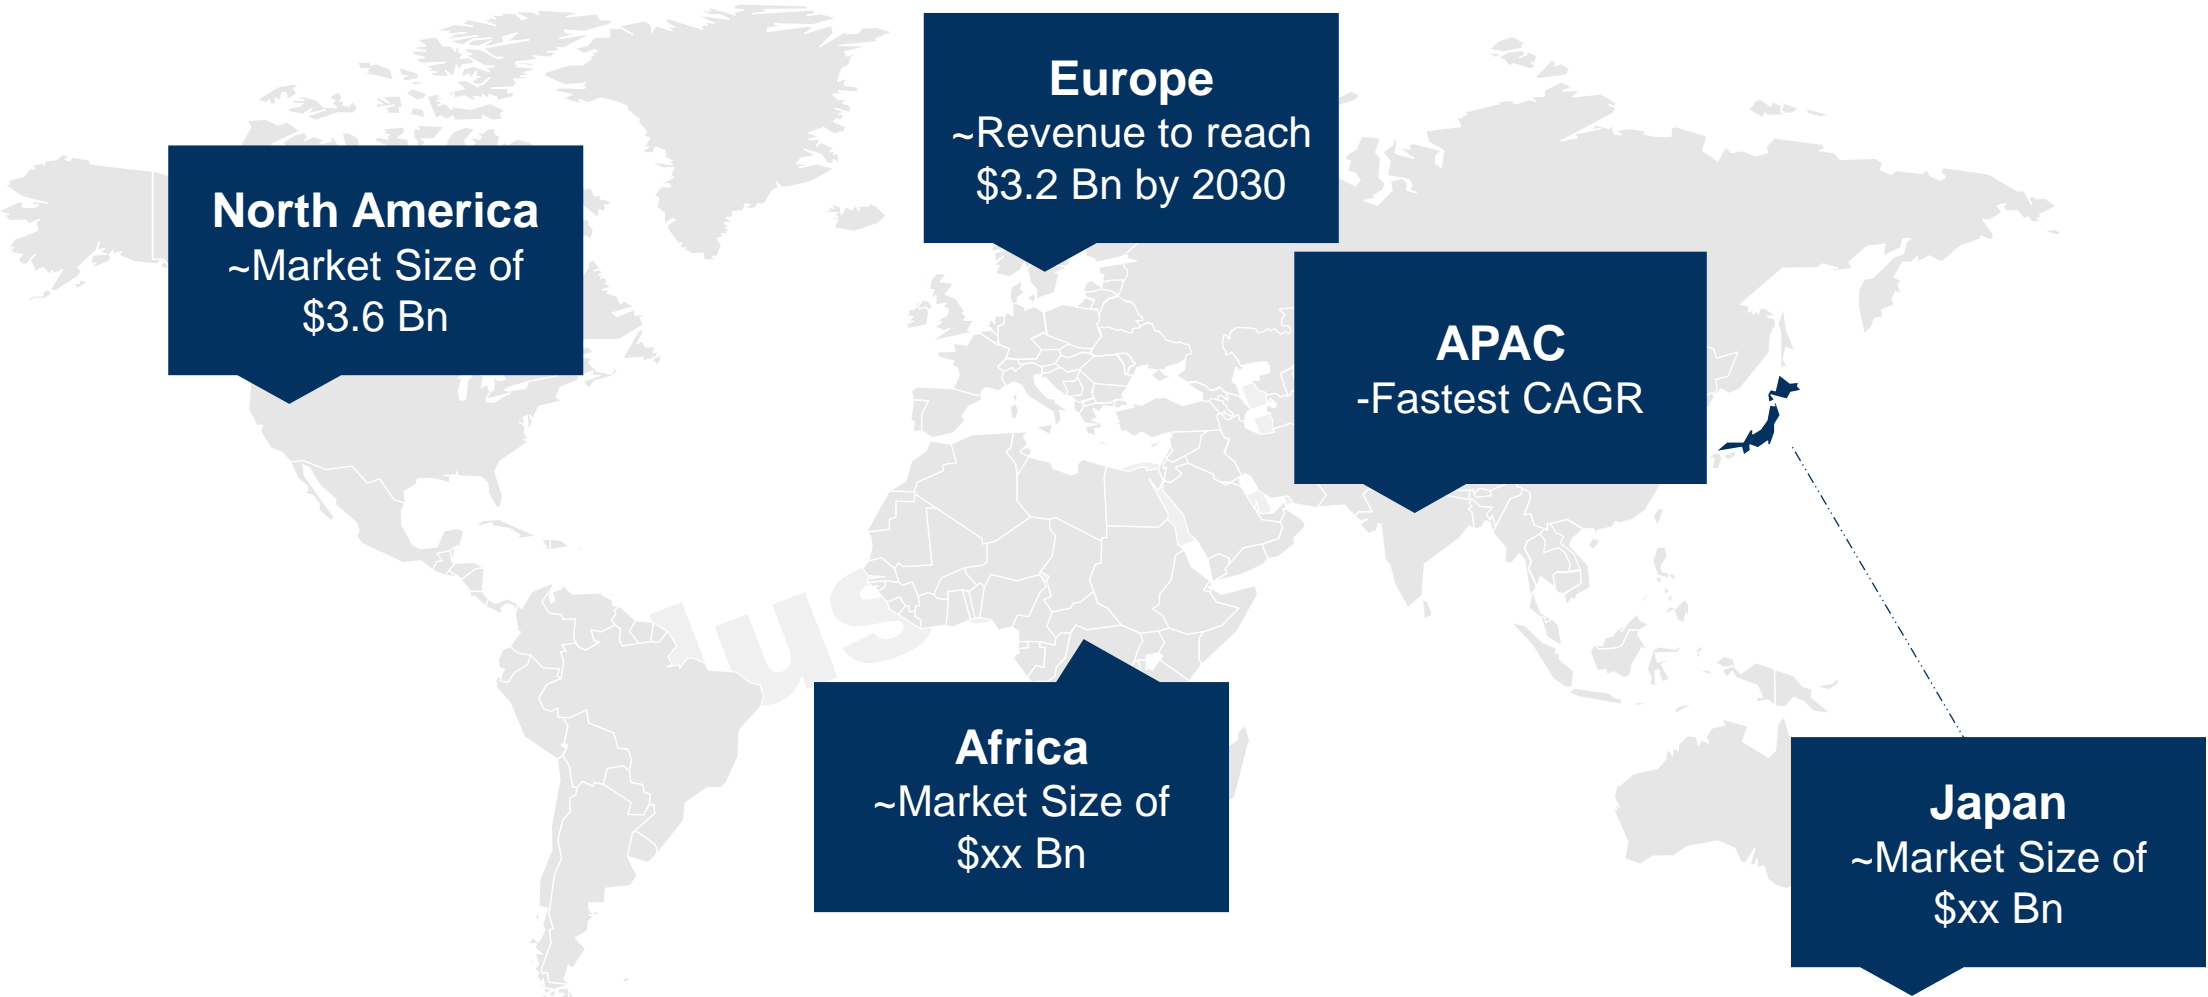 Europe
~Revenue to reach
$3.2 Bn by 2030
North America
~Market Size of
$3.6 Bn
APAC
-Fastest CAGR
Africa
~Market Size of
$xx Bn
Japan
~Market Size of
$xx Bn
us